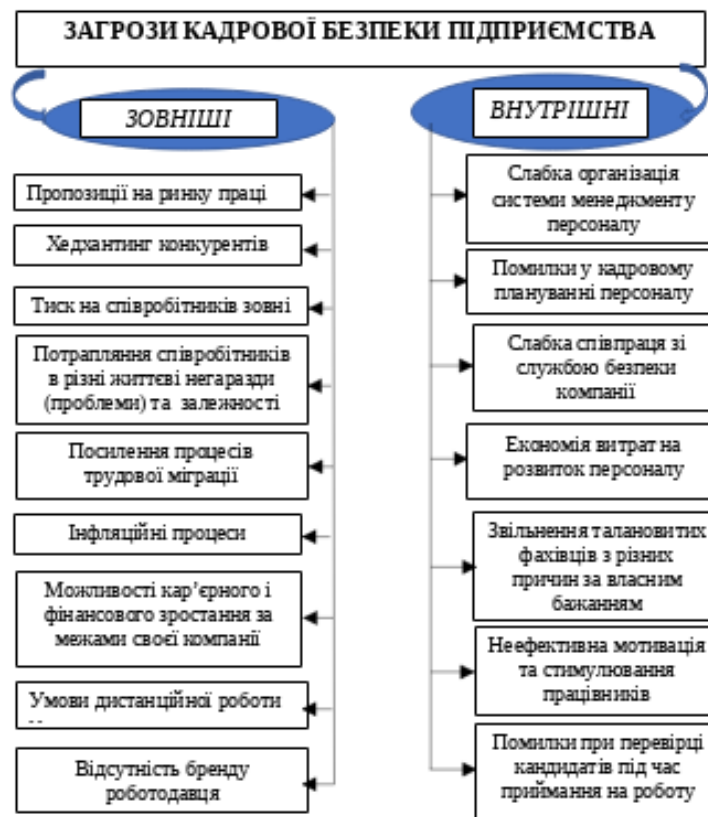 ЗАГРОЗИ КАДРОВОЇ БЕЗПЕКИ ПІДПРИЄМСТВА
ЗОВНІШІ
Пропозиції на ринку праці
Хедхантинг конкурентів
Тиск на співробітників зовні
Потрапляння співробітників
в різні життєві негаразди
(проблеми) та залежності
Посилення процесів
трудової міграції
Інфляційні процеси
Можливості кар’єрного і
фінансового зростання за
межами своєї компанії
Умови дистанційної роботи
Відсутність бренду
роботодавця
ВНУТРІШНІ
Слабка організація
системи менеджменту
персоналу
Помилки у кадровому
плануванні персоналу
Слабка співпраця зі
службою безпеки
компанії
Економія витрат на
розвиток персоналу
Звільнення талановитих
фахівців з різних
причин за власним
бажанням
Неефективна мотивація
та стимулювання
працівників
Помилки при перевірці
кандидатів під час
приймання на роботу